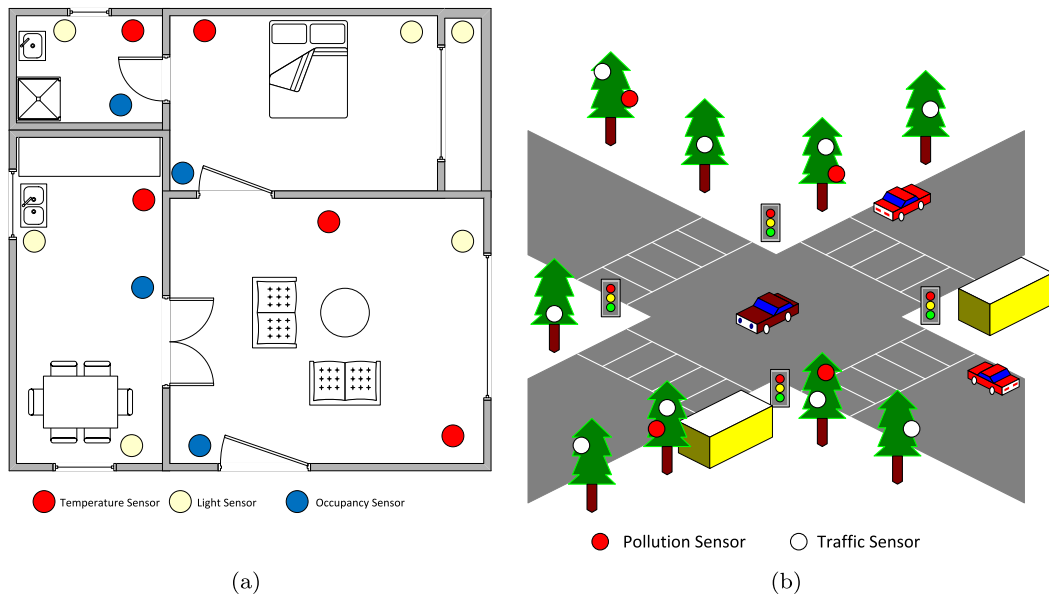 Temperature Sensor Light Sensor Occupancy Sensor
Pollution Sensor Traffic Sensor
(a) (b)